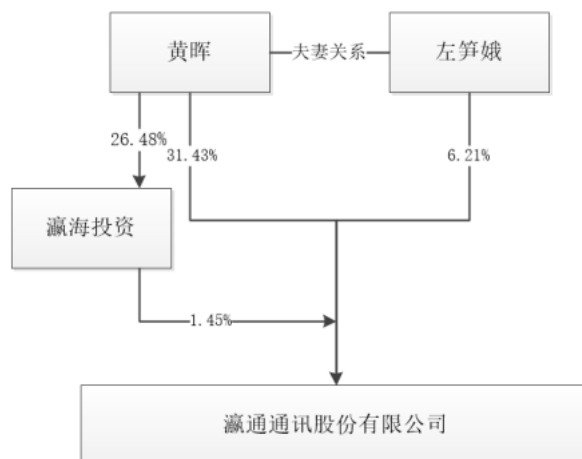 黄晖
夫妻关系
左笋娥
26.48%
31.43%
6.21%
瀛海投资
1.45%
瀛通通讯股份有限公司